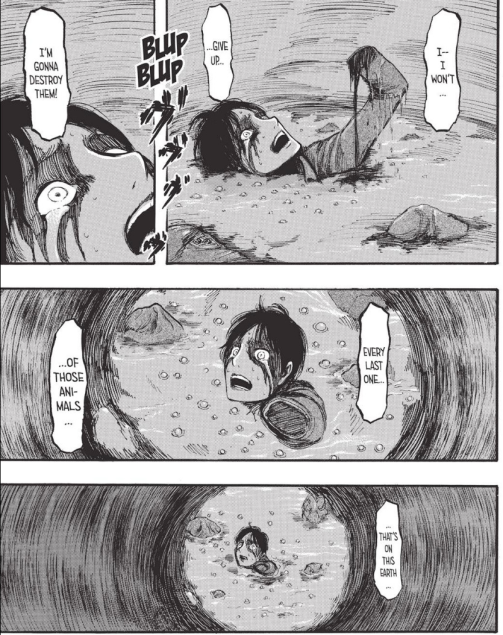 I--
I
WON'T
...
...GIVE
UP...
BLUP
BLUP
I'M
GONNA
DESTROY
THEM!
EVERY
LAST
ONE...
...OF
THOSE
ANI-
MALS
...
...
THAT'S
ON
THIS
EARTH
...